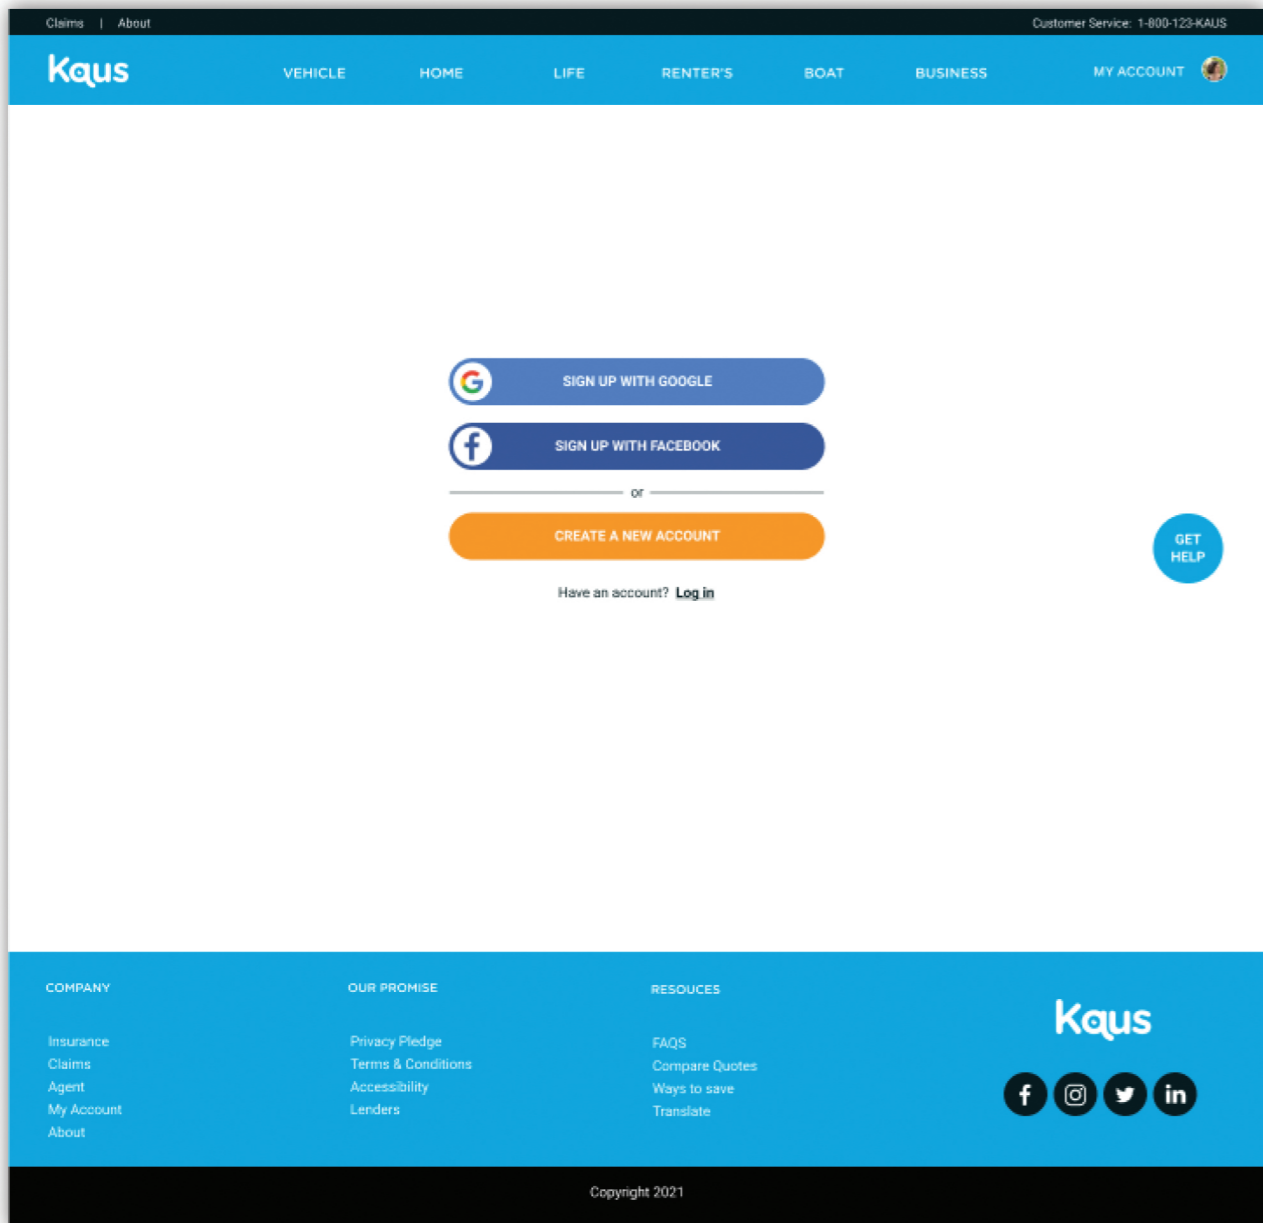 Claims | About
Customer Service: 1-800-123-KAUS
Kaus
VEHICLE HOME LIFE RENTER'S BOAT BUSINESS MY ACCOUNT
SIGN UP WITH GOOGLE
SIGN UP WITH FACEBOOK
or
CREATE A NEW ACCOUNT
GET
HELP
Have an account? Log in
COMPANY
Insurance
Claims
Agent
My Account
About
OUR PROMISE
Privacy Pledge
Terms & Conditions
Accessibility
Lenders
RESOUCES
FAQS
Compare Quotes
Ways to save
Translate
Kaus
Copyright 2021